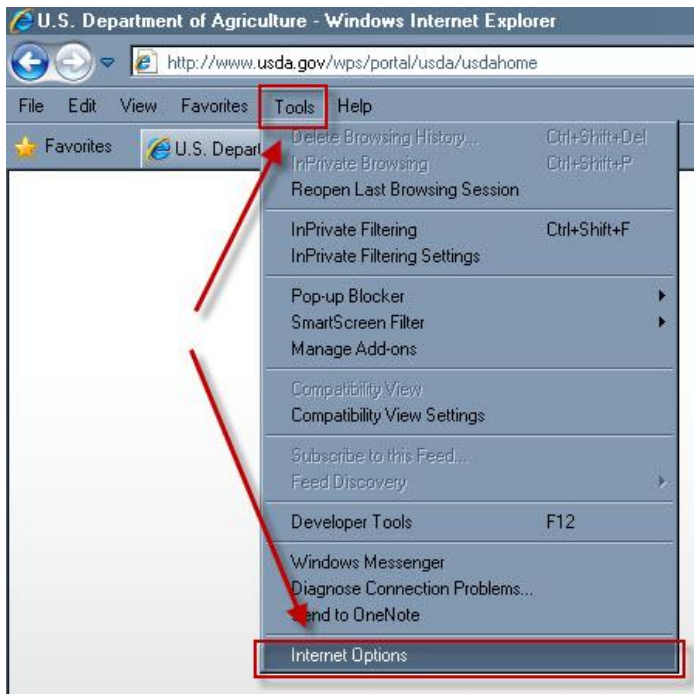 U.S. Department of Agriculture - Windows Internet Explorer
http://www.usda.gov/wps/portal/usda/usdahome
File Edit View Favorites Tools Help
Favorites U.S. Depart
Delete Browsing History... Ctrl+Shift+Del
InPrivate Browsing Ctrl+Shift+P
Reopen Last Browsing Session
InPrivate Filtering Ctrl+Shift+F
InPrivate Filtering Settings
Pop-up Blocker
SmartScreen Filter
Manage Add-ons
Compatibility View
Compatibility View Settings
Subscribe to this Feed...
Feed Discovery
Developer Tools F12
Windows Messenger
Diagnose Connection Problems...
Send to OneNote
Internet Options